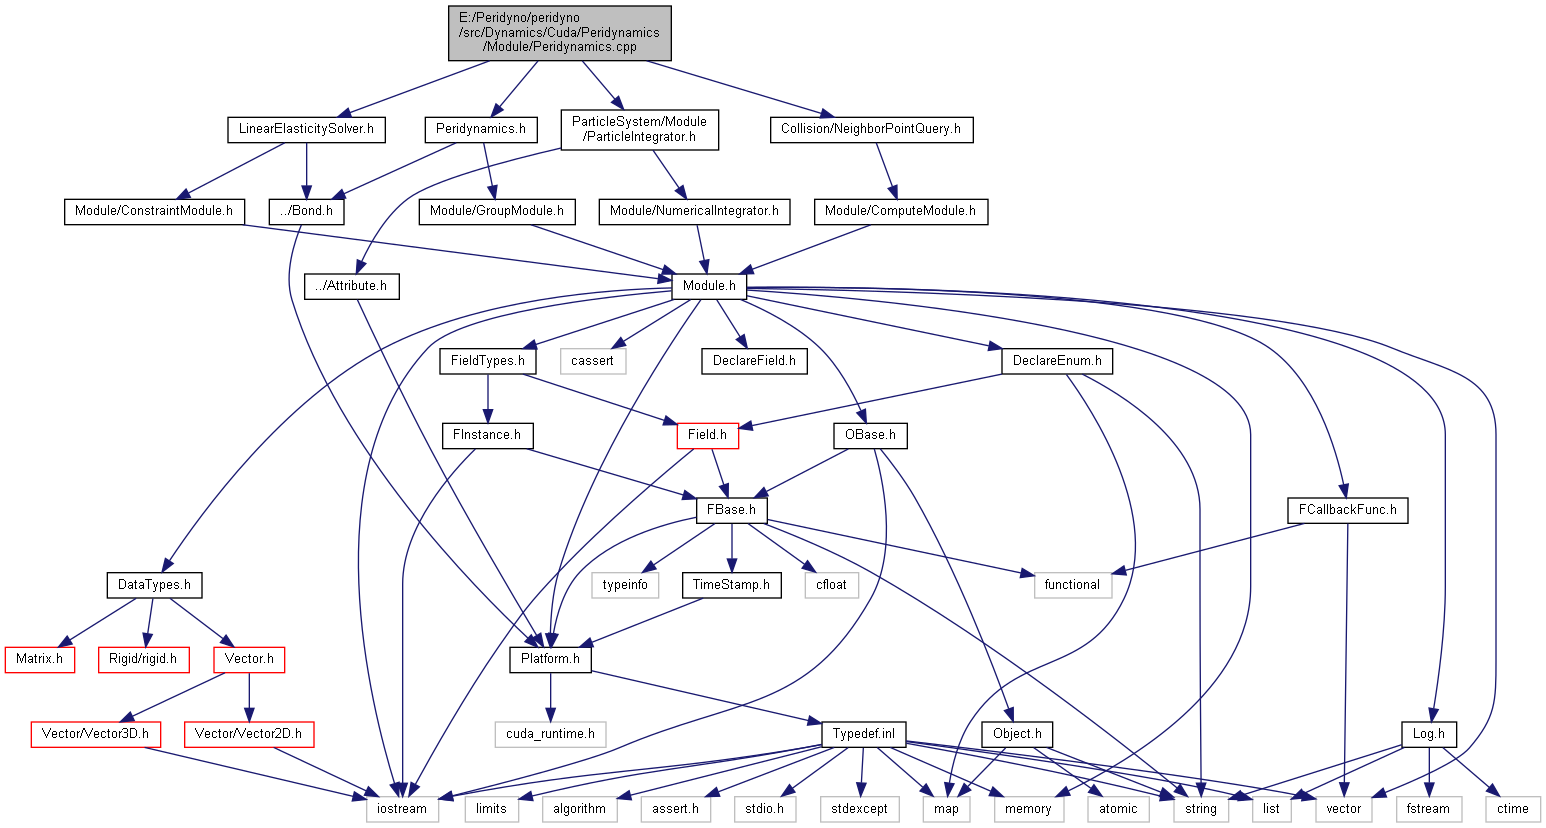 E:/Peridyno/peridyno
/src/Dynamics/Cuda/Peridynamics
/Module/Peridynamics.cpp
LinearElasticitySolver.h
Peridynamics.h
ParticleSystem/Module
/ParticleIntegrator.h
Collision/NeighborPointQuery.h
Module/ConstraintModule.h
../Bond.h
Module/GroupModule.h
Module/NumericalIntegrator.h
Module/ComputeModule.h
../Attribute.h
Module.h
FieldTypes.h
cassert
DeclareField.h
DeclareEnum.h
FInstance.h
Field.h
OBase.h
FBase.h
FCallbackFunc.h
DataTypes.h
typeinfo
TimeStamp.h
cfloat
functional
Matrix.h
Rigid/rigid.h
Vector.h
Platform.h
Vector/Vector3D.h
Vector/Vector2D.h
cuda_runtime.h
Typedef.inl
Object.h
Log.h
iostream
limits
algorithm
assert.h
stdio.h
stdexcept
map
memory
atomic
string
list
vector
fstream
ctime